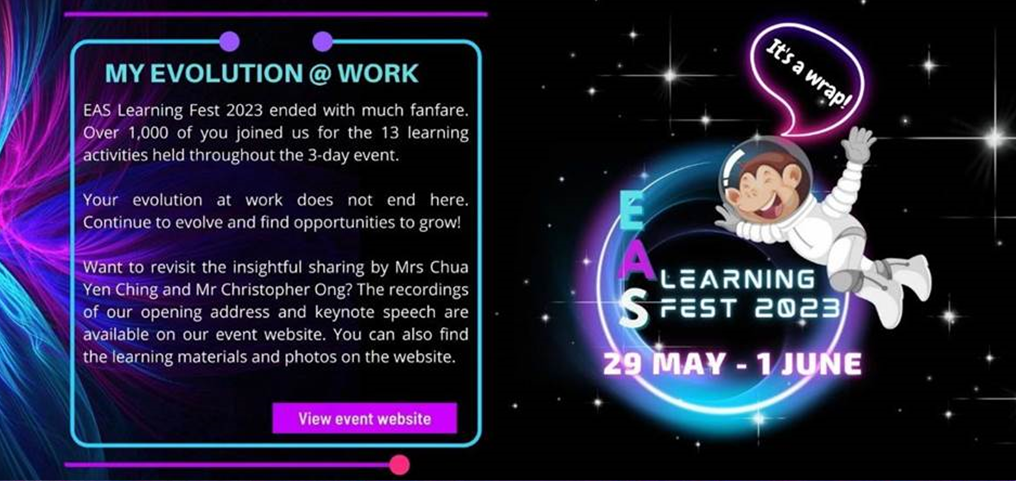 MY EVOLUTION @ WORK
EAS Learning Fest 2023 ended with much fanfare.
Over 1,000 of you joined us for the 13 learning
activities held throughout the 3-day event.
Your evolution at work does not end here.
Continue to evolve and find opportunities to grow!
Want to revisit the insightful sharing by Mrs Chua
Yen Ching and Mr Christopher Ong? The recordings
of our opening address and keynote speech are
available on our event website. You can also find
the learning materials and photos on the website.
View event website
It's a wrap!
EAS
LEARNING
FEST 2023
29 MAY - 1 JUNE